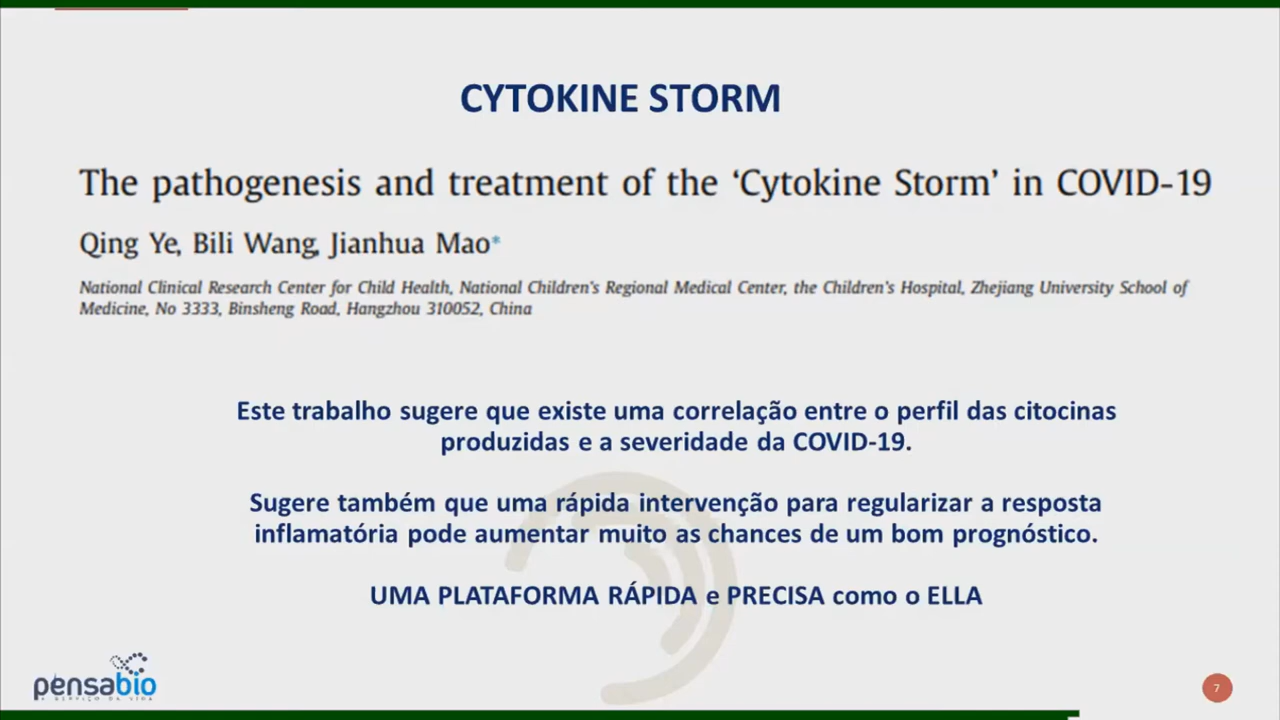 CYTOKINE STORM
The pathogenesis and treatment of the ‘Cytokine Storm’ in COVID-19
Qing Ye, Bili Wang, Jianhua Mao*
National Clinical Research Center for Child Health, National Children's Regional Medical Center, the Children's Hospital, Zhejiang University School of
Medicine, No 3333, Binsheng Road, Hangzhou 310052, China
Este trabalho sugere que existe uma correlação entre o perfil das citocinas
produzidas e a severidade da COVID-19.
Sugere também que uma rápida intervenção para regularizar a resposta
inflamatória pode aumentar muito as chances de um bom prognóstico.
UMA PLATAFORMA RÁPIDA e PRECISA como o ELLA
pensabio
A SERVIÇO DA VIDA
7